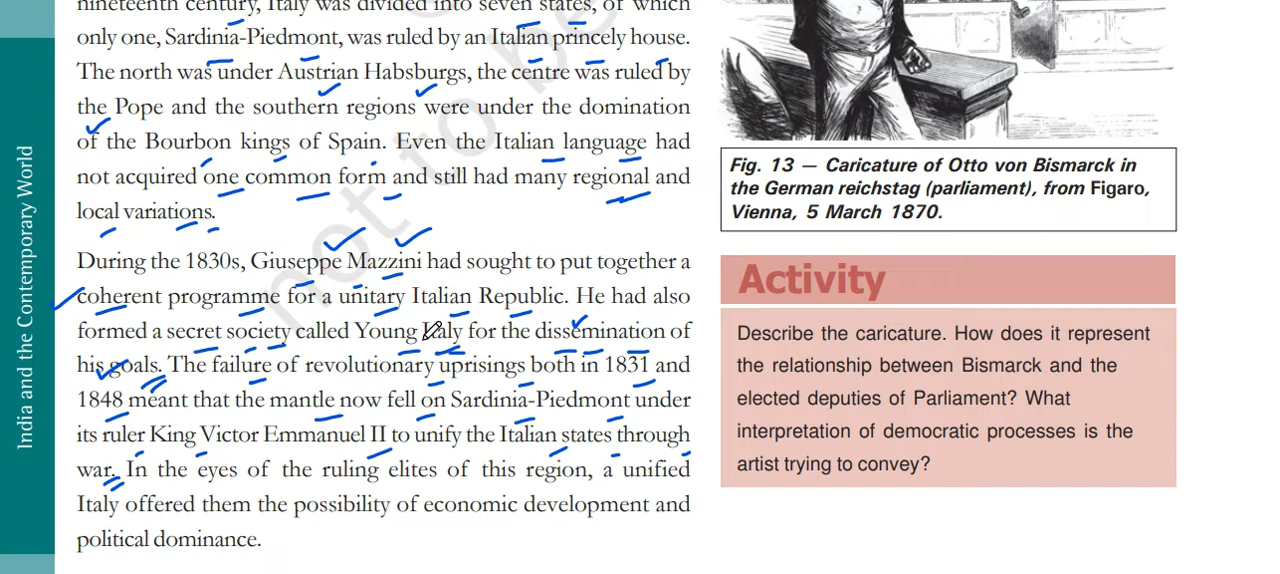 nineteenth century, Italy was divided into seven states, of which
only one, Sardinia-Piedmont, was ruled by an Italian princely house.
The north was under Austrian Habsburgs, the centre was ruled by
the Pope and the southern regions were under the domination
of the Bourbon kings of Spain. Even the Italian language had
not acquired one common form and still had many regional and
local variations.
During the 1830s, Giuseppe Mazzini had sought to put together a
coherent programme for a unitary Italian Republic. He had also
formed a secret society called Young Italy for the dissemination of
his goals. The failure of revolutionary uprisings both in 1831 and
1848 meant that the mantle now fell on Sardinia-Piedmont under
its ruler King Victor Emmanuel II to unify the Italian states through
war. In the eyes of the ruling elites of this region, a unified
Italy offered them the possibility of economic development and
political dominance.
Fig. 13 — Caricature of Otto von Bismarck in
the German reichstag (parliament), from Figaro,
Vienna, 5 March 1870.
Activity
Describe the caricature. How does it represent
the relationship between Bismarck and the
elected deputies of Parliament? What
interpretation of democratic processes is the
artist trying to convey?
India and the Contemporary World
not to be